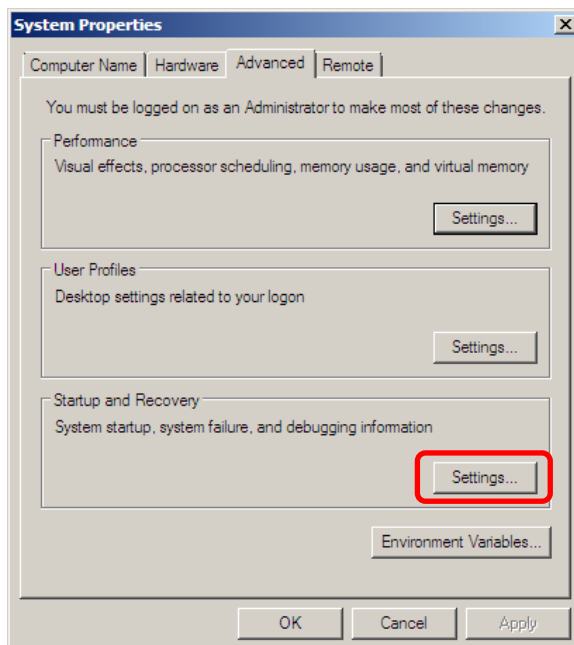 System Properties
Computer Name Hardware Advanced Remote
You must be logged on as an Administrator to make most of these changes.
Performance
Visual effects, processor scheduling, memory usage, and virtual memory
Settings...
User Profiles
Desktop settings related to your logon
Settings...
Startup and Recovery
System startup, system failure, and debugging information
Settings...
Environment Variables...
OK Cancel Apply